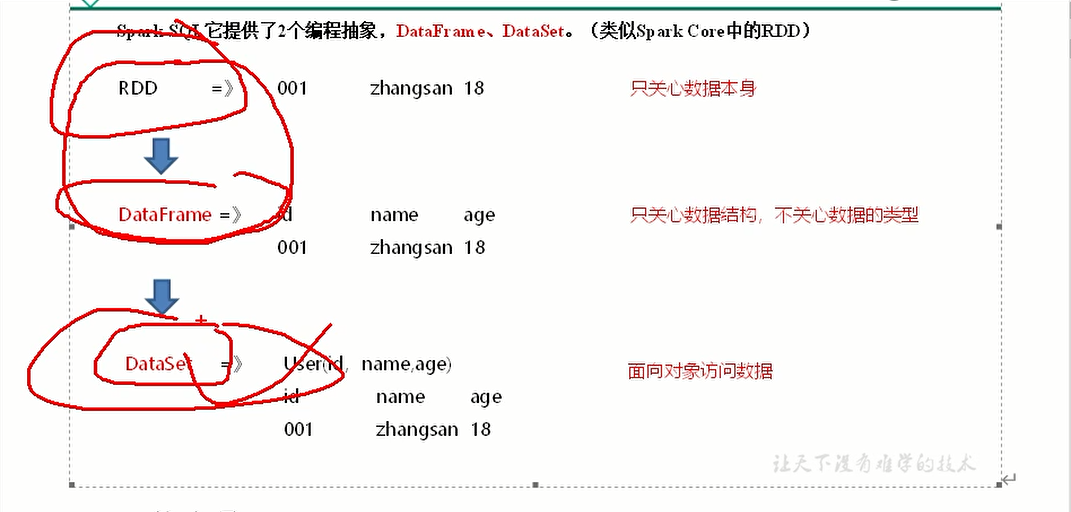 Spark SQL它提供了2个编程抽象，DataFrame、DataSet。（类似Spark Core中的RDD）
RDD =》 001 zhangsan 18 只关心数据本身
DataFrame =》 id name age 只关心数据结构，不关心数据的类型
001 zhangsan 18
DataSet =》 User(id，name,age) 面向对象访问数据
id name age
001 zhangsan 18
让天下没有难学的技术